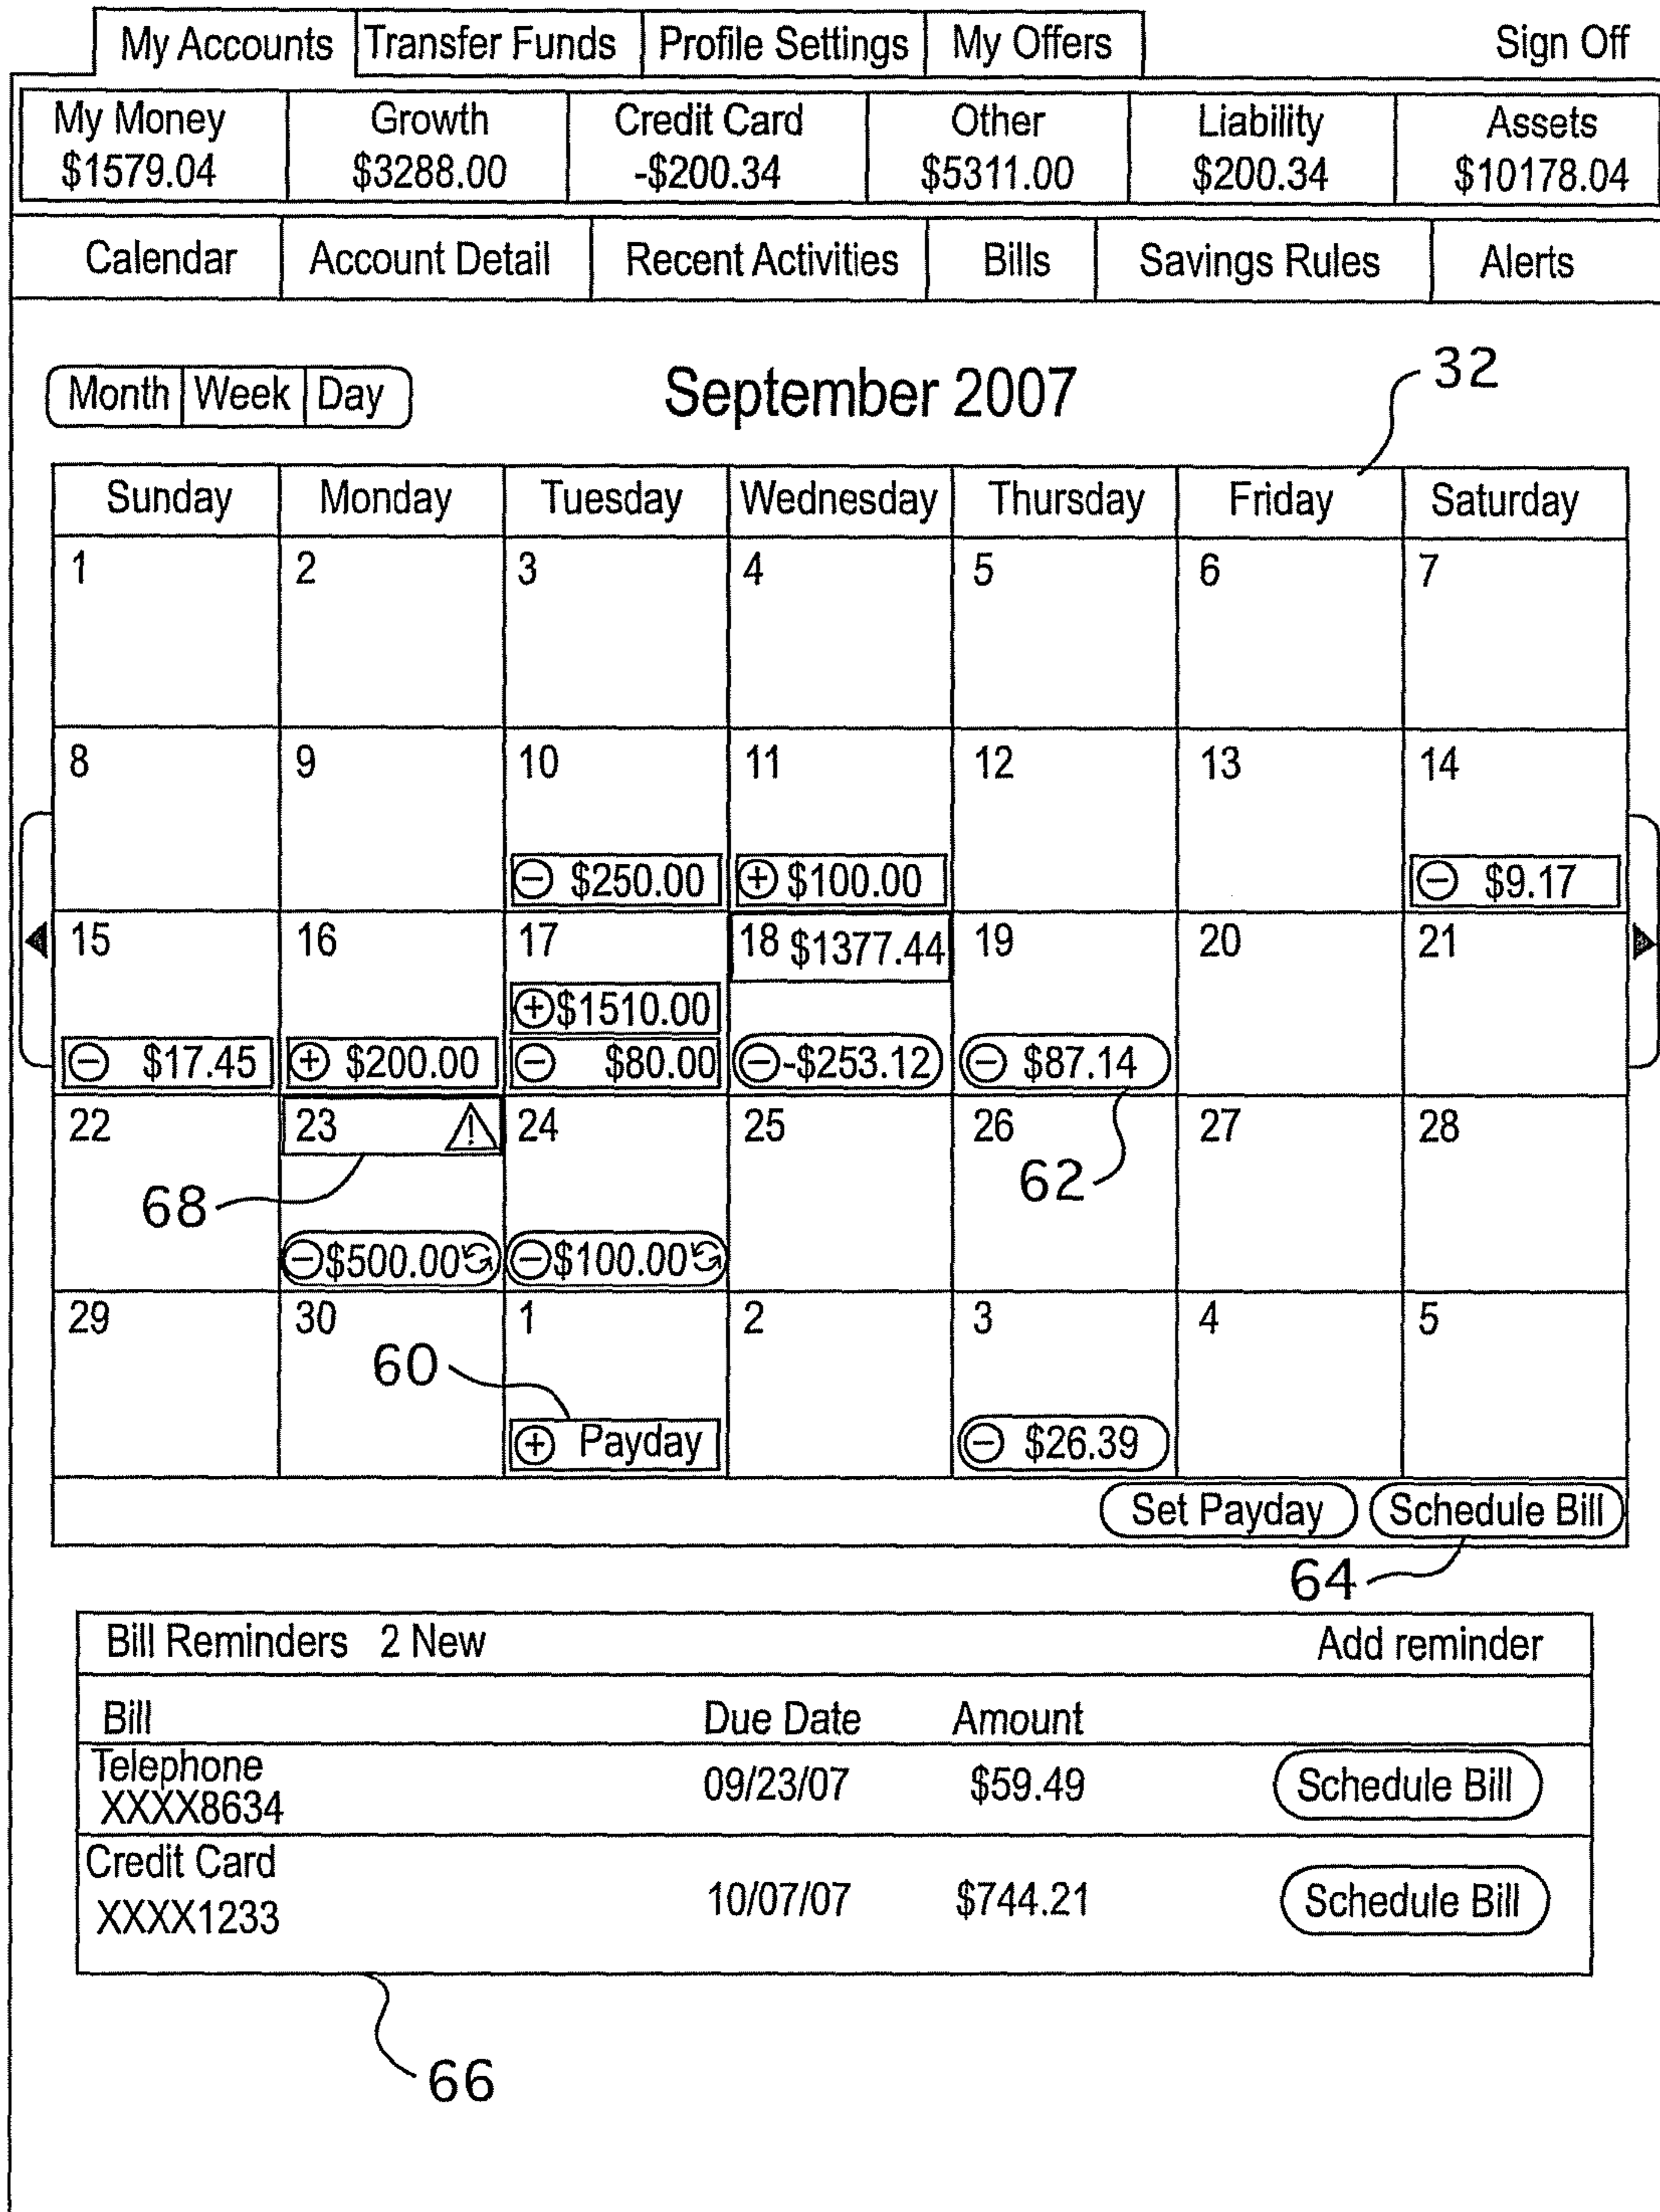 My Accounts Transfer Funds Profile Settings My Offers Sign Off
My Money Growth Credit Card Other Liability Assets
$1579.04 $3288.00 -$200.34 $5311.00 $200.34 $10178.04
Calendar Account Detail Recent Activities Bills Savings Rules Alerts
Month Week Day September 2007 32
Sunday Monday Tuesday Wednesday Thursday Friday Saturday
1 2 3 4 5 6 7
8 9 10 11 12 13 14
⊖ $250.00 ⊕ $100.00 ⊖ $9.17
15 16 17 18 $1377.44 19 20 21
⊕ $1510.00
⊖ $17.45 ⊕ $200.00 ⊖ $80.00 ⊖ -$253.12 ⊖ $87.14
22 23 ⚠ 24 25 26 27 28
68 62
⊖ $500.00 ⊖ $100.00
29 30 1 2 3 4 5
60
⊕ Payday ⊖ $26.39
Set Payday Schedule Bill
64
Bill Reminders 2 New Add reminder
Bill Due Date Amount
Telephone
XXXX8634 09/23/07 $59.49 Schedule Bill
Credit Card
XXXX1233 10/07/07 $744.21 Schedule Bill
66